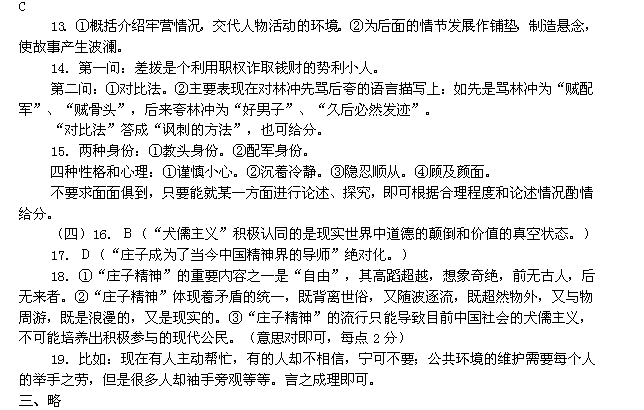 C
13. ①概括介绍牢营情况，交代人物活动的环境。②为后面的情节发展作铺垫，制造悬念，
使故事产生波澜。
14. 第一问：差拨是个利用职权诈取钱财的势利小人。
第二问：①对比法。②主要表现在对林冲先骂后夸的语言描写上：如先是骂林冲为“贼配
军”、“贼骨头”，后来夸林冲为“好男子”、“久后必然发迹”。
“对比法”答成“讽刺的方法”，也可给分。
15. 两种身份：①教头身份。②配军身份。
四种性格和心理：①谨慎小心。②沉着冷静。③隐忍顺从。④顾及颜面。
不要求面面俱到，只要能就某一方面进行论述、探究，即可根据合理程度和论述情况酌情
给分。
（四）16. B（“犬儒主义”积极认同的是现实世界中道德的颠倒和价值的真空状态。）
17. D（“庄子成为了当今中国精神界的导师”绝对化。）
18. ①“庄子精神”的重要内容之一是“自由”，其高蹈超越，想象奇绝，前无古人，后
无来者。②“庄子精神”体现着矛盾的统一，既背离世俗，又随波逐流，既超然物外，又与物
周游，既是浪漫的，又是现实的。③“庄子精神”的流行只能导致目前中国社会的犬儒主义，
不可能培养出积极参与的现代公民。（意思对即可，每点2分）
19. 比如：现在有人主动帮忙，有的人却不相信，宁可不要；公共环境的维护需要每个人
的举手之劳，但是很多人却袖手旁观等等。言之成理即可。
三、略